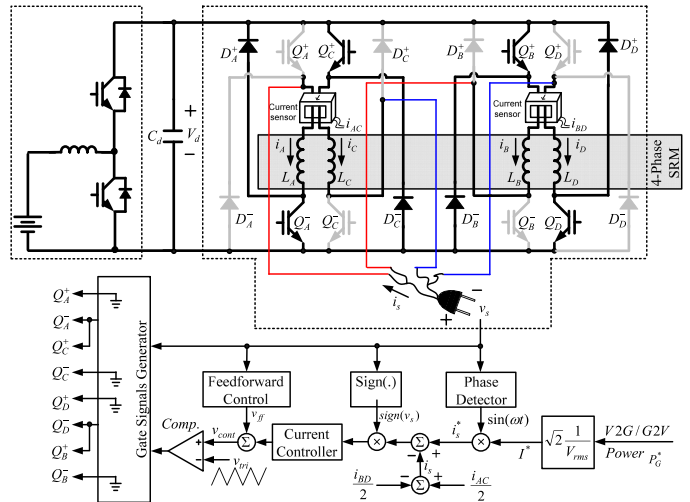 D_A^+
Q_A^+
Q_C^+
D_C^+
D_B^+
Q_B^+
Q_D^+
D_D^+
Current sensor
i_AC
Current sensor
i_BD
C_d
+
V_d
−
i_A
i_C
i_B
i_D
L_A
L_C
L_B
L_D
4-Phase SRM
D_A^-
Q_A^-
Q_C^-
D_C^-
D_B^-
Q_B^-
Q_D^-
D_D^-
i_s
+
−
v_s
Q_A^+
Q_A^-
Q_C^+
Q_C^-
Q_D^+
Q_D^-
Q_B^+
Q_B^-
Gate Signals Generator
Feedforward Control
Sign(.)
Phase Detector
v_ff
sign(v_s)
sin(ωt)
Comp.
+
−
v_cont
v_tri
Σ
Current Controller
×
Σ
−
+
i_s^*
×
I^*
√2 1/V_rms
V2G / G2V
Power P_G^*
i_s
i_BD/2
−
Σ
+
i_AC/2